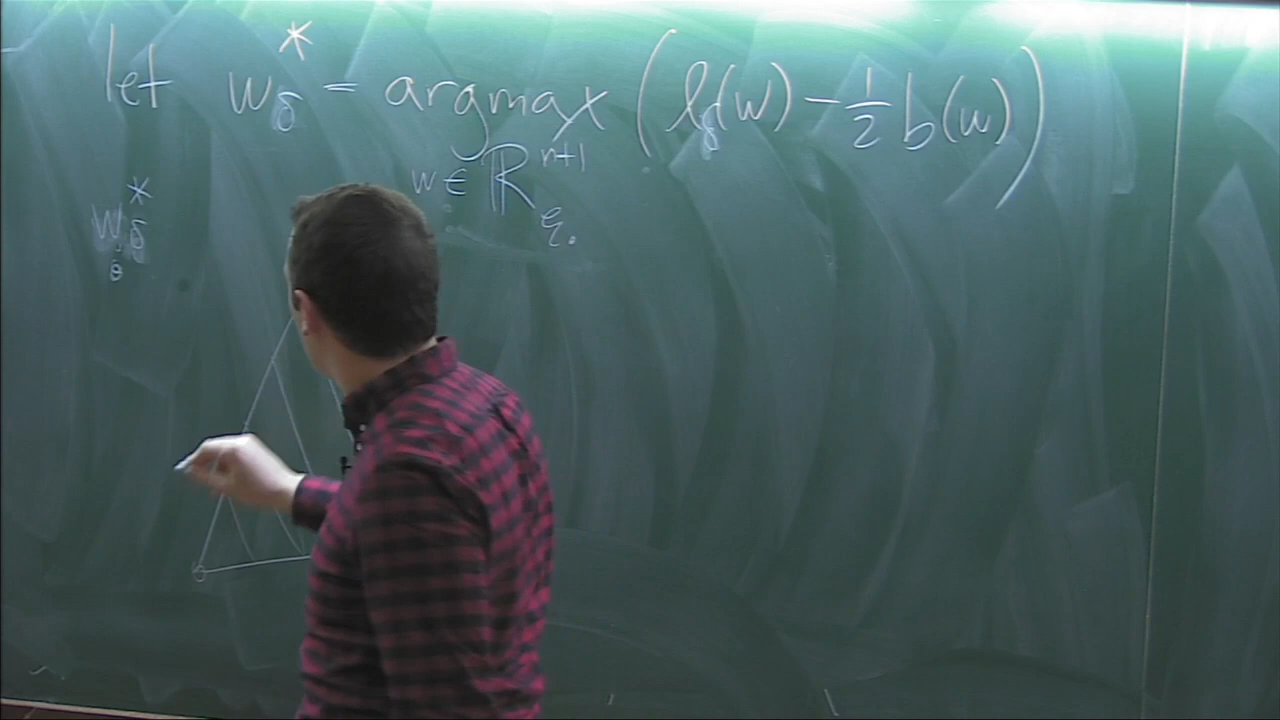 let w*_δ = argmax ( l_δ(w) - 1/2 b(w) )
w ∈ ℝ^{n+1}_{≥0}
w*_δ